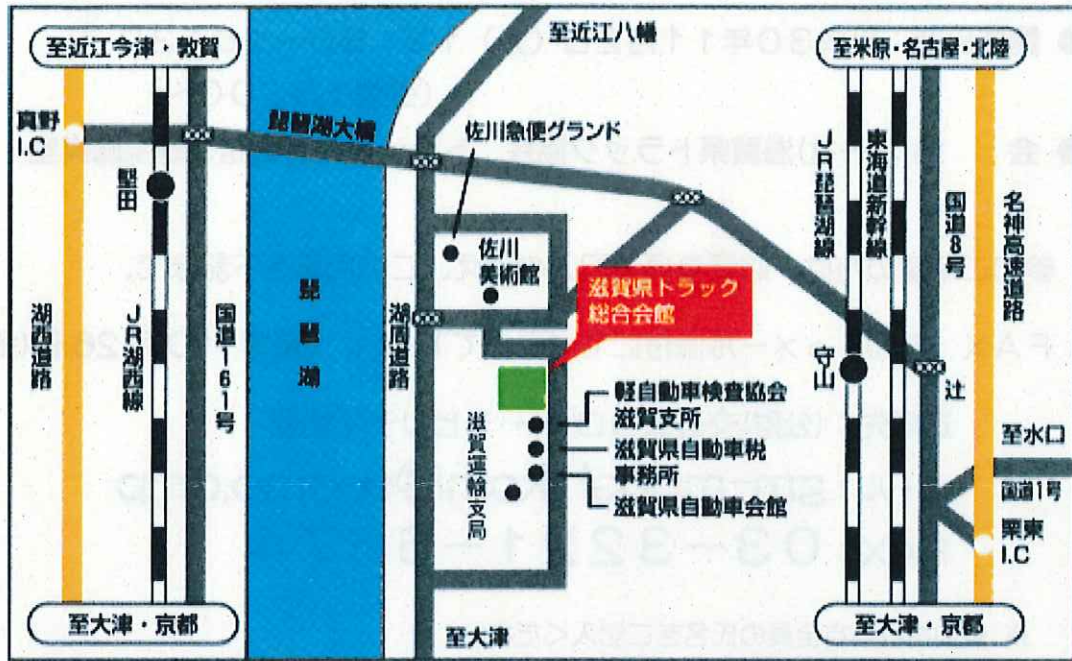 至近江今津・敦賀
至近江八幡
至米原・名古屋・北陸
真野
I.C
琵琶湖大橋
佐川急便グランド
堅田
佐川
美術館
滋賀県トラック
総合会館
琵琶湖
湖周道路
湖西道路
JR湖西線
国道161号
JR琵琶湖線
東海道新幹線
国道8号
名神高速道路
守山
辻
軽自動車検査協会
滋賀支所
滋賀県自動車税
事務所
滋賀県自動車会館
滋賀運輸支局
至水口
国道1号
栗東
I.C
至大津・京都
至大津
至大津・京都